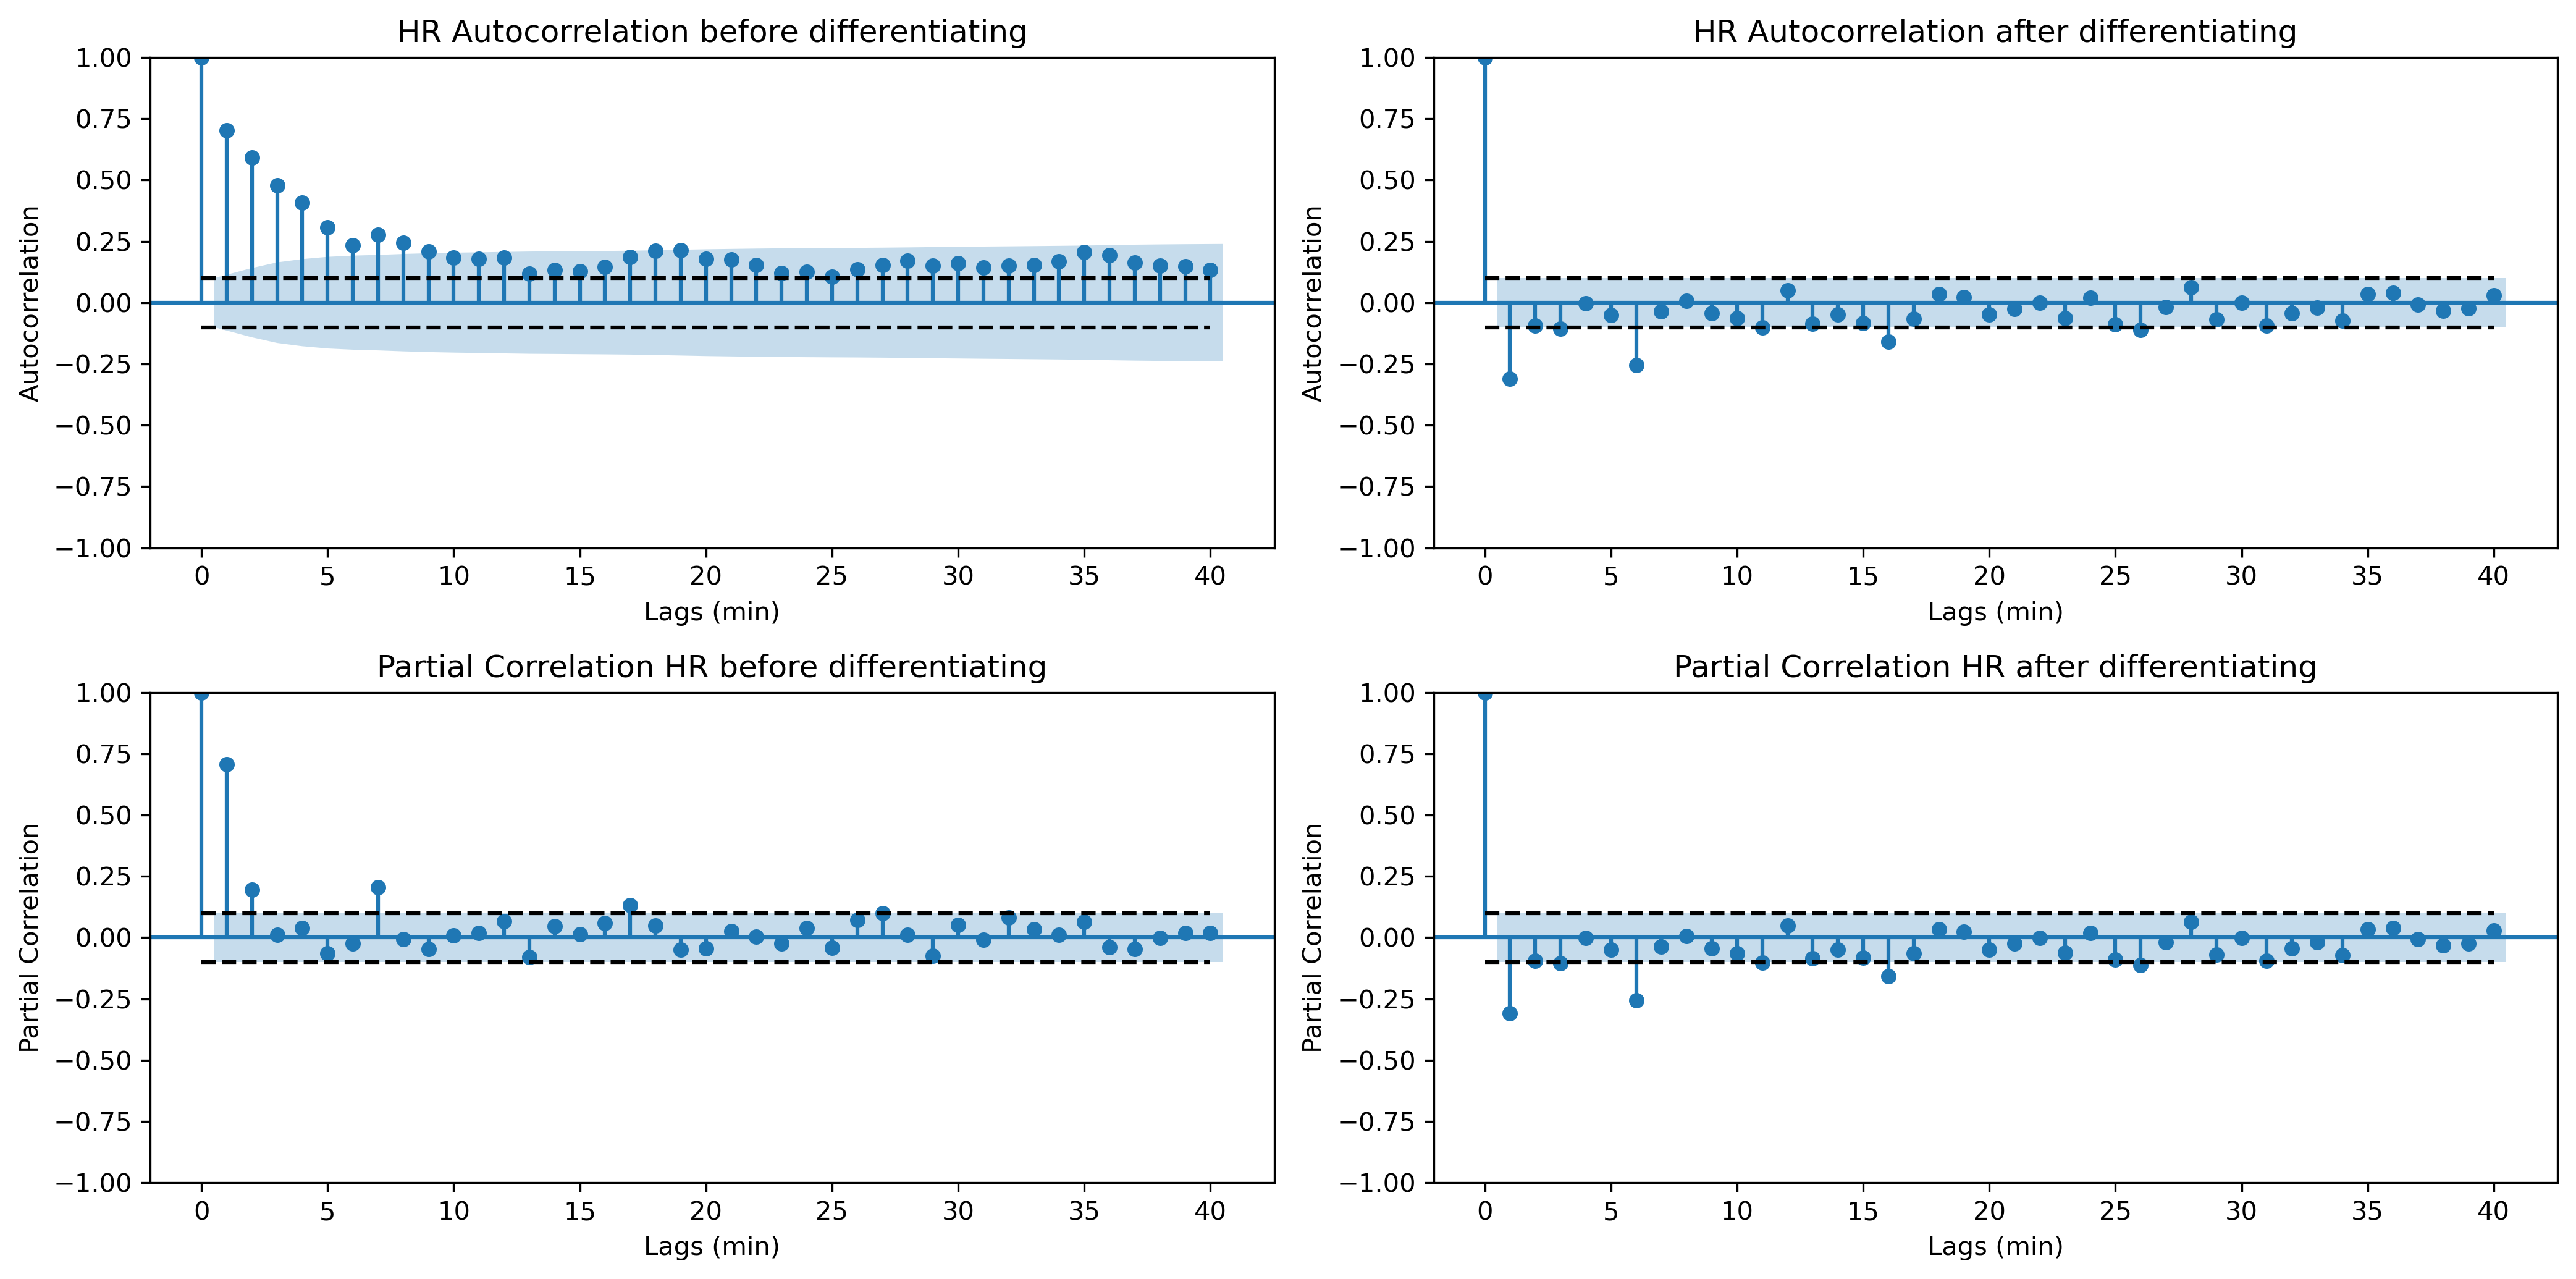 HR Autocorrelation before differentiating
1.00
0.75
0.50
0.25
0.00
−0.25
−0.50
−0.75
−1.00
Autocorrelation
0 5 10 15 20 25 30 35 40
Lags (min)
HR Autocorrelation after differentiating
1.00
0.75
0.50
0.25
0.00
−0.25
−0.50
−0.75
−1.00
Autocorrelation
0 5 10 15 20 25 30 35 40
Lags (min)
Partial Correlation HR before differentiating
1.00
0.75
0.50
0.25
0.00
−0.25
−0.50
−0.75
−1.00
Partial Correlation
0 5 10 15 20 25 30 35 40
Lags (min)
Partial Correlation HR after differentiating
1.00
0.75
0.50
0.25
0.00
−0.25
−0.50
−0.75
−1.00
Partial Correlation
0 5 10 15 20 25 30 35 40
Lags (min)